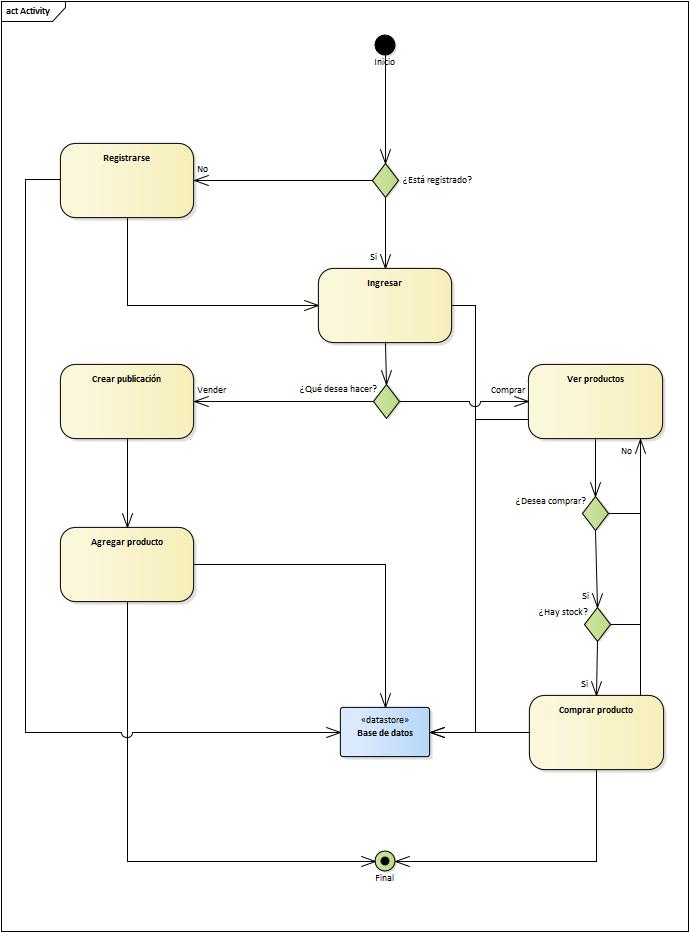 act Activity
Inicio
Registrarse
No
¿Está registrado?
Si
Ingresar
Crear publicación
Vender
¿Qué desea hacer?
Comprar
Ver productos
No
¿Desea comprar?
Agregar producto
Si
¿Hay stock?
Si
Comprar producto
«datastore»
Base de datos
Final